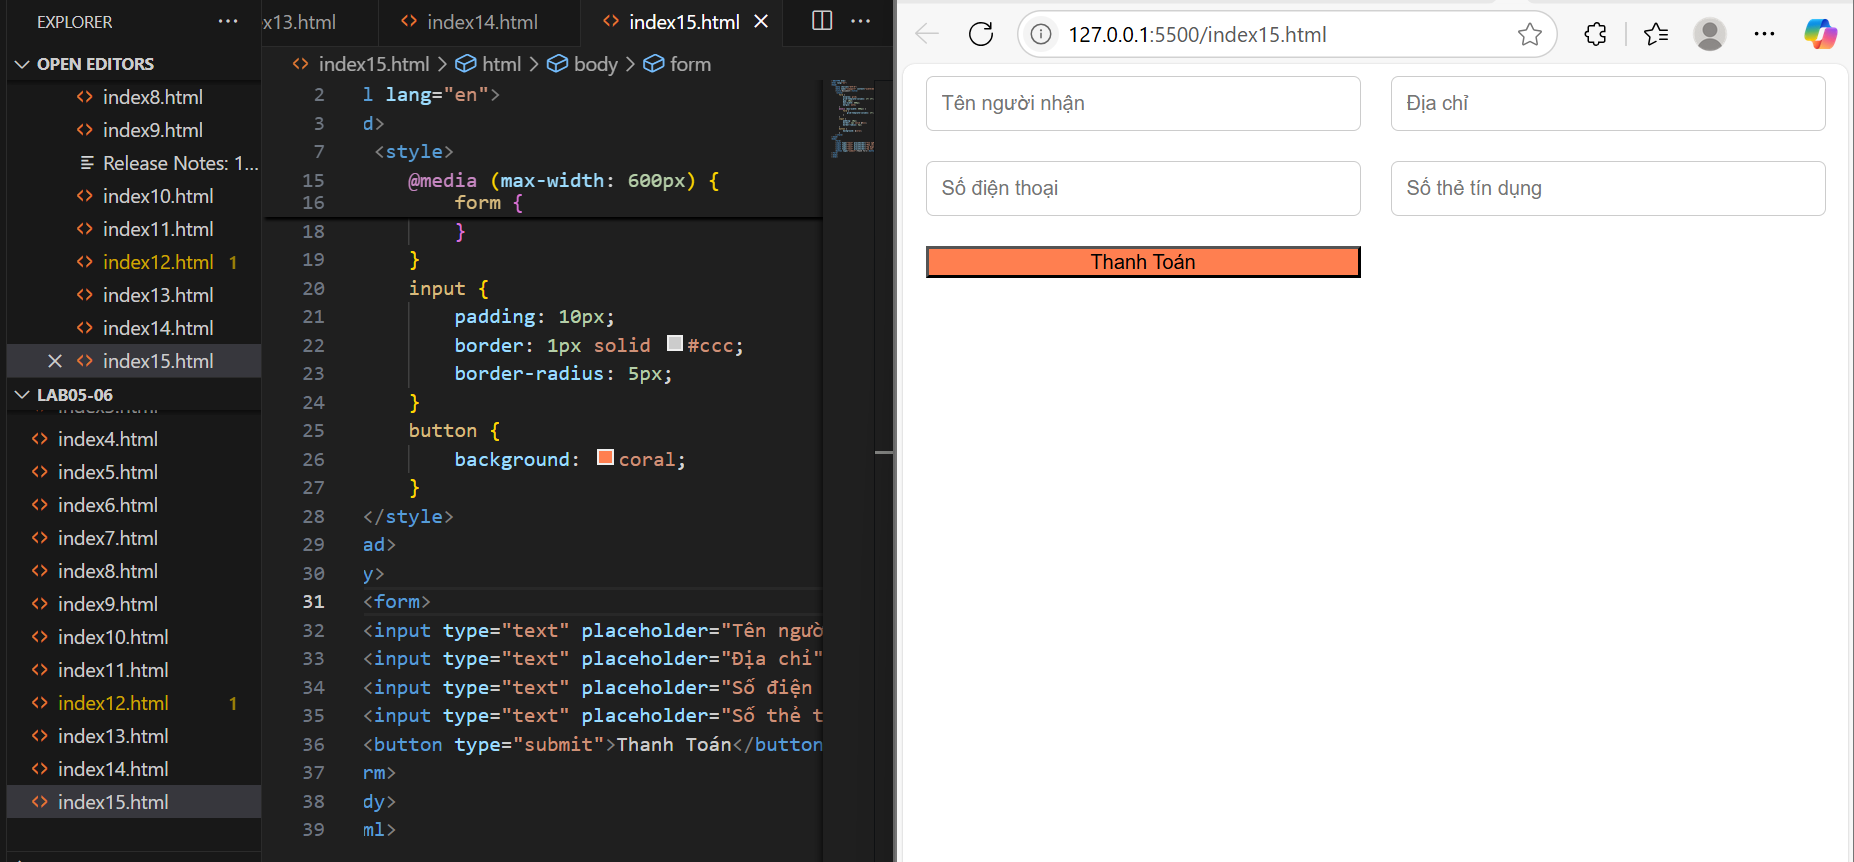 EXPLORER
OPEN EDITORS
index8.html
index9.html
Release Notes: 1...
index10.html
index11.html
index12.html 1
index13.html
index14.html
index15.html
LAB05-06
index4.html
index5.html
index6.html
index7.html
index8.html
index9.html
index10.html
index11.html
index12.html 1
index13.html
index14.html
index15.html
ex13.html
index14.html
index15.html
index15.html > html > body > form
2 l lang="en">
3 d>
7 <style>
15 @media (max-width: 600px) {
16 form {
18 }
19 }
20 input {
21 padding: 10px;
22 border: 1px solid #ccc;
23 border-radius: 5px;
24 }
25 button {
26 background: coral;
27 }
28 </style>
29 ad>
30 y>
31 <form>
32 <input type="text" placeholder="Tên ngườ
33 <input type="text" placeholder="Địa chỉ"
34 <input type="text" placeholder="Số điện
35 <input type="text" placeholder="Số thẻ t
36 <button type="submit">Thanh Toán</button
37 rm>
38 dy>
39 ml>
127.0.0.1:5500/index15.html
Tên người nhận
Địa chỉ
Số điện thoại
Số thẻ tín dụng
Thanh Toán